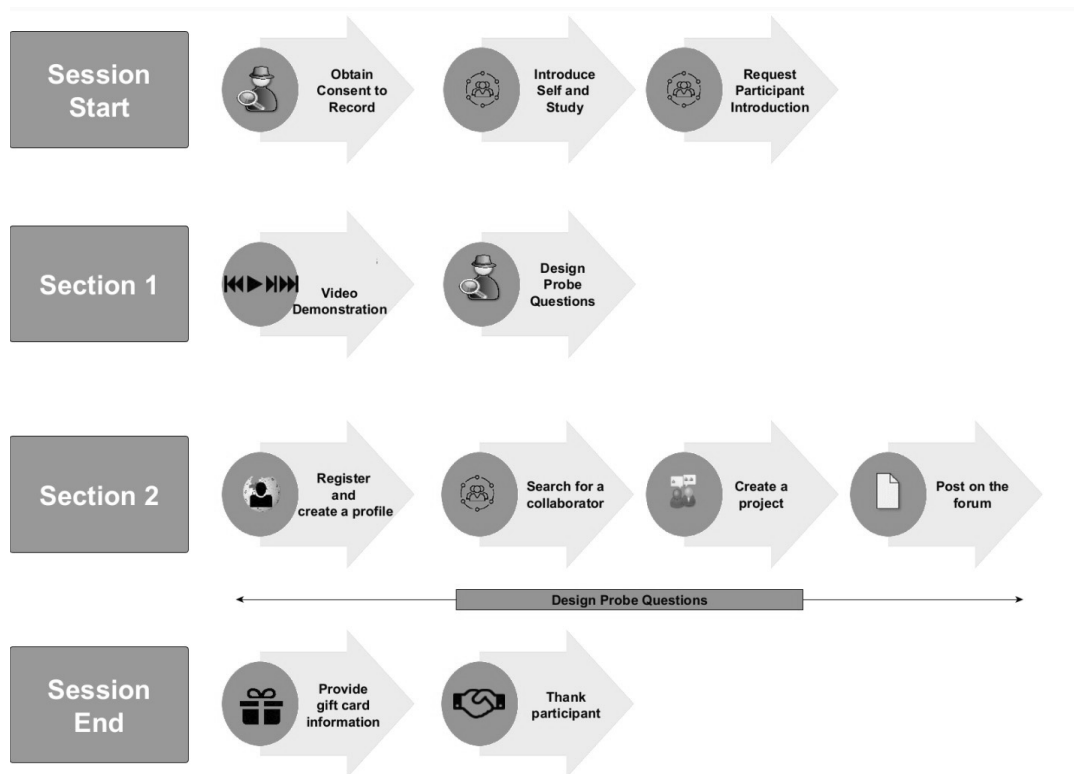 Session
Start
Obtain
Consent to
Record
Introduce
Self and
Study
Request
Participant
Introduction
Section 1
Video
Demonstration
Design
Probe
Questions
Section 2
Register
and
create a profile
Search for a
collaborator
Create a
project
Post on the
forum
Design Probe Questions
Session
End
Provide
gift card
information
Thank
participant